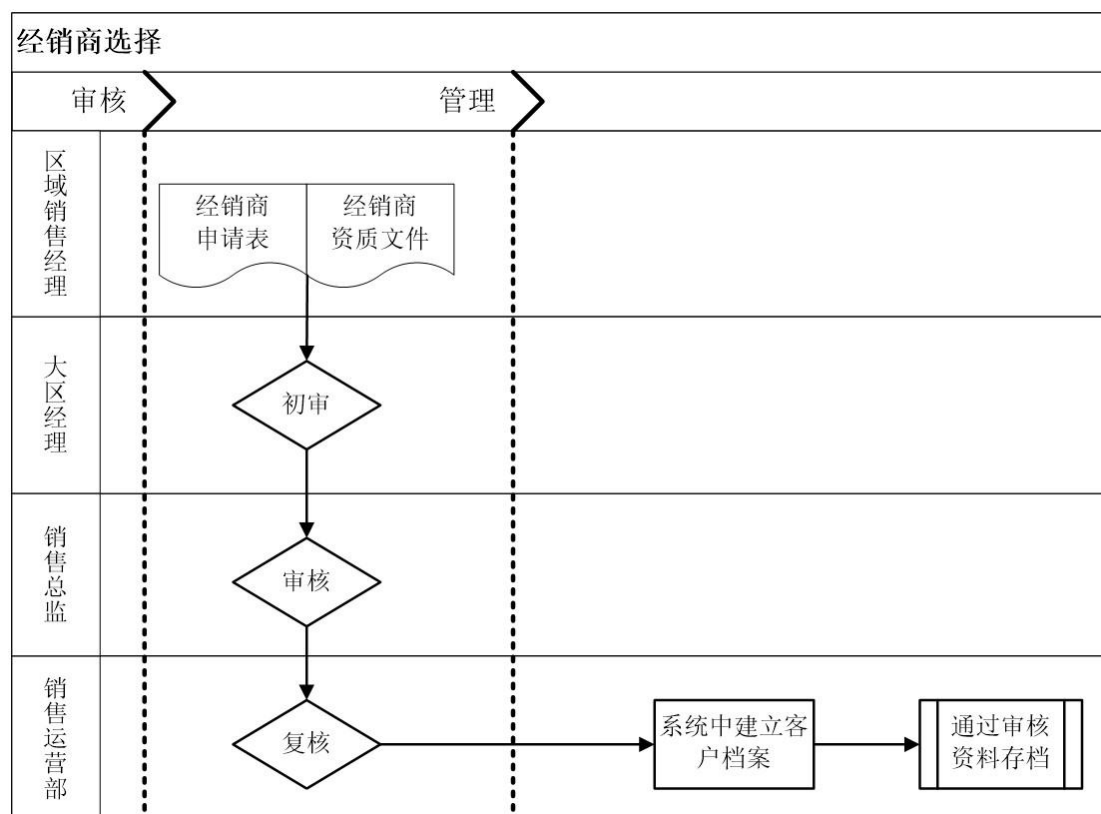 经销商选择
审核
管理
区域销售经理
经销商
申请表
经销商
资质文件
大区经理
初审
销售总监
审核
销售运营部
复核
系统中建立客
户档案
通过审核
资料存档